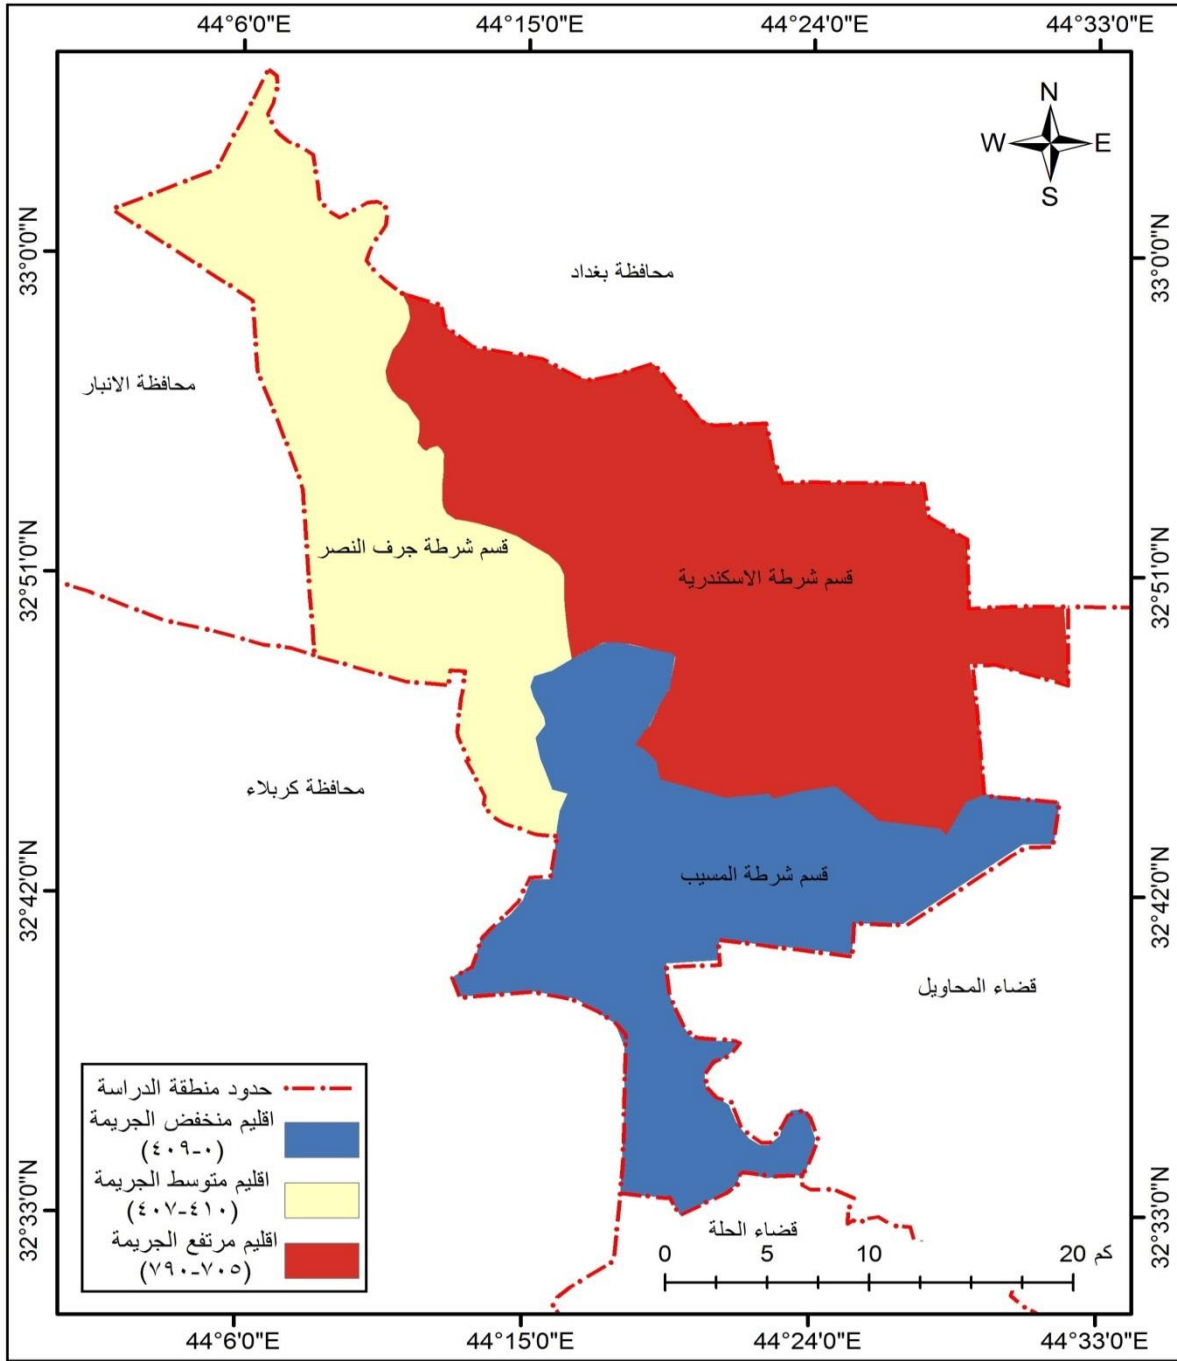 44°6'0"E 44°15'0"E 44°24'0"E 44°33'0"E
N
W E
S
33°0'0"N 33°0'0"N
محافظة بغداد
محافظة الانبار
قسم شرطة جرف النصر
32°51'0"N 32°51'0"N
قسم شرطة الاسكندرية
محافظة كربلاء
قسم شرطة المسيب
32°42'0"N 32°42'0"N
قضاء المحاويل
حدود منطقة الدراسة
اقليم منخفض الجريمة
(٠-٤٠٩)
اقليم متوسط الجريمة
(٤١٠-٤٠٧)
اقليم مرتفع الجريمة
(٧٠٥-٧٩٠)
32°33'0"N 32°33'0"N
قضاء الحلة
0 5 10 20 كم
44°6'0"E 44°15'0"E 44°24'0"E 44°33'0"E